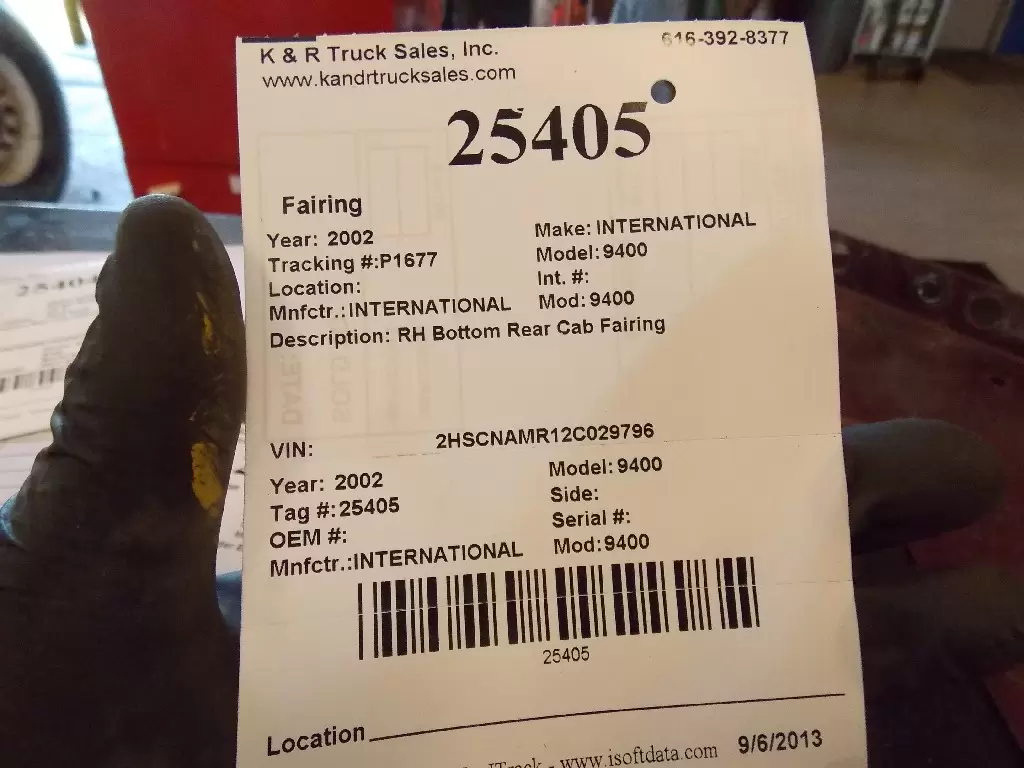 K & R Truck Sales, Inc. 616-392-8377
www.kandrtrucksales.com
25405
Fairing
Year: 2002 Make: INTERNATIONAL
Tracking #:P1677 Model:9400
Location: Int. #:
Mnfctr.:INTERNATIONAL Mod:9400
Description: RH Bottom Rear Cab Fairing
VIN: 2HSCNAMR12C029796
Year: 2002 Model:9400
Tag #:25405 Side:
OEM #: Serial #:
Mnfctr.:INTERNATIONAL Mod:9400
25405
Location
- www.isoftdata.com 9/6/2013